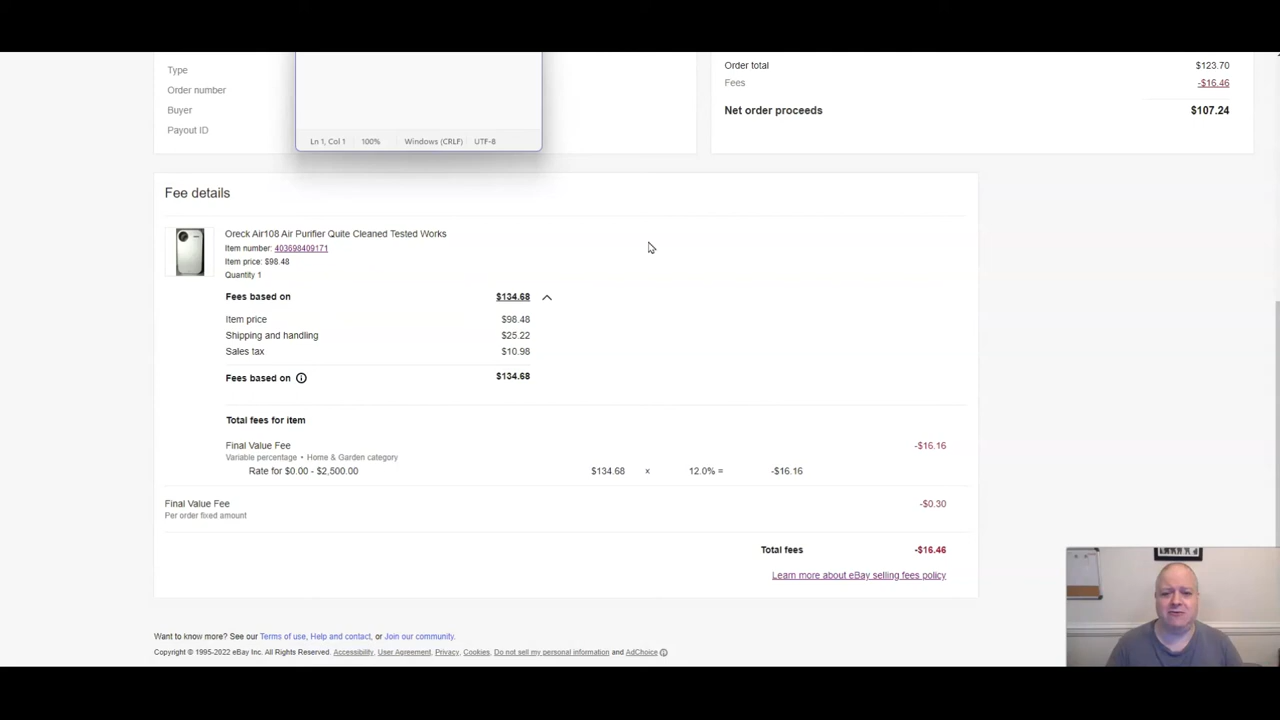 Type
Order number
Buyer
Payout ID
Ln 1, Col 1 100% Windows (CRLF) UTF-8
Order total $123.70
Fees -$16.46
Net order proceeds $107.24
Fee details
Oreck Air108 Air Purifier Quite Cleaned Tested Works
Item number: 403698409171
Item price: $98.48
Quantity 1
Fees based on $134.68
Item price $98.48
Shipping and handling $25.22
Sales tax $10.98
Fees based on $134.68
Total fees for item
Final Value Fee -$16.16
Variable percentage • Home & Garden category
Rate for $0.00 - $2,500.00 $134.68 x 12.0% = -$16.16
Final Value Fee -$0.30
Per order fixed amount
Total fees -$16.46
Learn more about eBay selling fees policy
Want to know more? See our Terms of use, Help and contact, or Join our community.
Copyright © 1995-2022 eBay Inc. All Rights Reserved. Accessibility, User Agreement, Privacy, Cookies, Do not sell my personal information and AdChoice